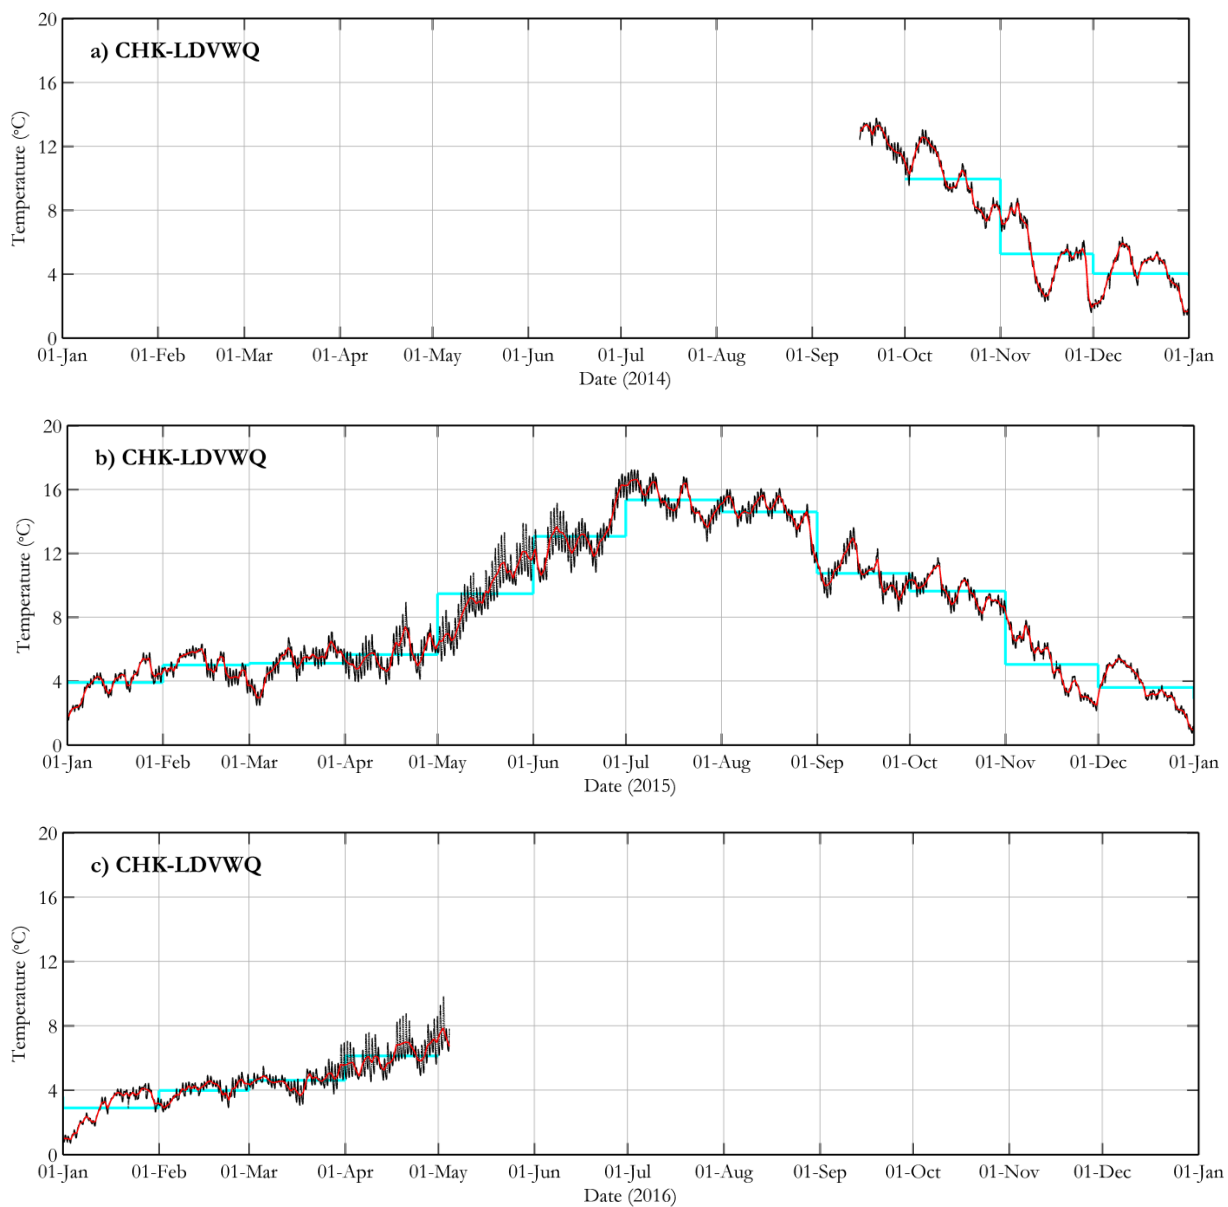 a) CHK-LDVWQ
20
16
12
8
4
0
Temperature (°C)
01-Jan 01-Feb 01-Mar 01-Apr 01-May 01-Jun 01-Jul 01-Aug 01-Sep 01-Oct 01-Nov 01-Dec 01-Jan
Date (2014)
b) CHK-LDVWQ
20
16
12
8
4
0
Temperature (°C)
01-Jan 01-Feb 01-Mar 01-Apr 01-May 01-Jun 01-Jul 01-Aug 01-Sep 01-Oct 01-Nov 01-Dec 01-Jan
Date (2015)
c) CHK-LDVWQ
20
16
12
8
4
0
Temperature (°C)
01-Jan 01-Feb 01-Mar 01-Apr 01-May 01-Jun 01-Jul 01-Aug 01-Sep 01-Oct 01-Nov 01-Dec 01-Jan
Date (2016)